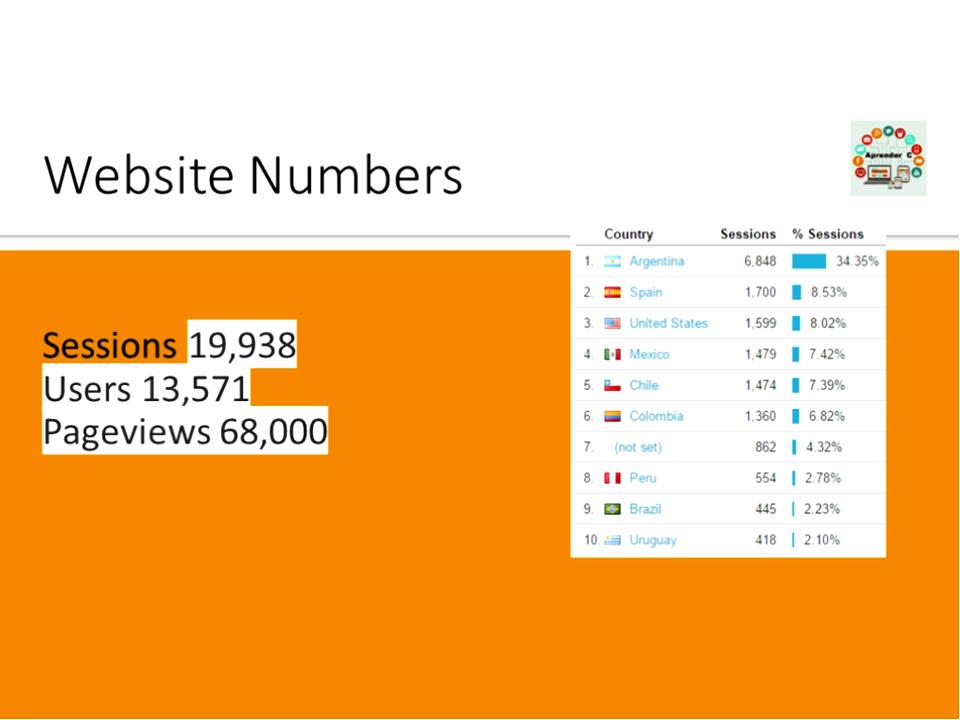 Website Numbers
Aprender C
Country Sessions % Sessions
1. Argentina 6,848 34.35%
2. Spain 1,700 8.53%
3. United States 1,599 8.02%
4. Mexico 1,479 7.42%
5. Chile 1,474 7.39%
6. Colombia 1,360 6.82%
7. (not set) 862 4.32%
8. Peru 554 2.78%
9. Brazil 445 2.23%
10. Uruguay 418 2.10%
Sessions 19,938
Users 13,571
Pageviews 68,000